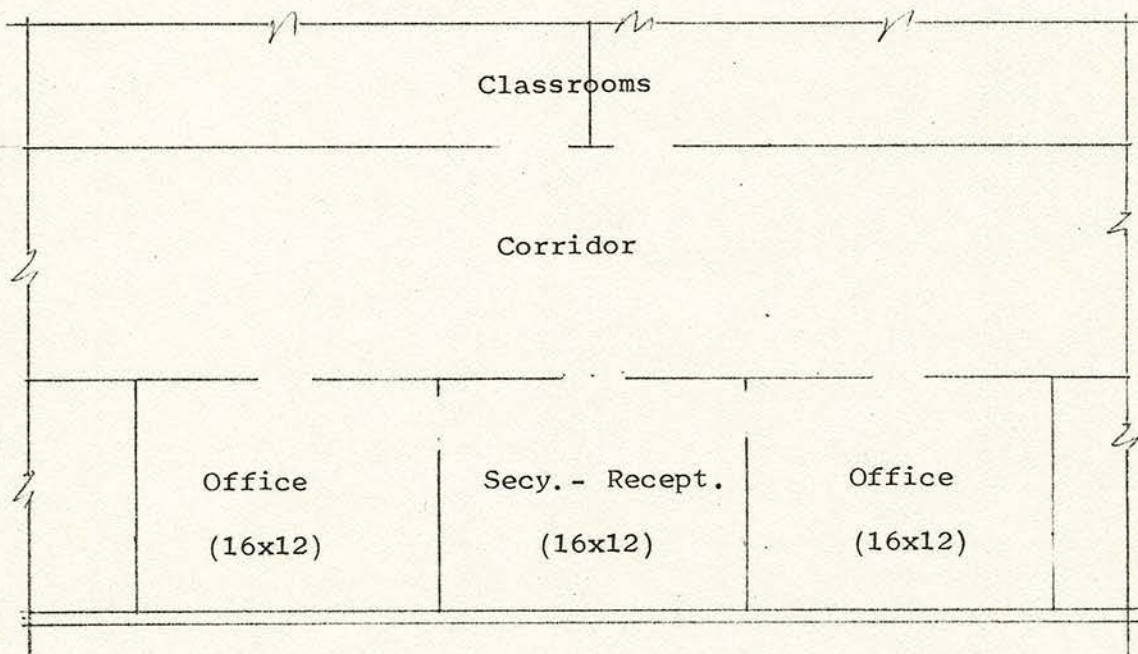 Classrooms
Corridor
Office
(16x12)
Secy.- Recept.
(16x12)
Office
(16x12)